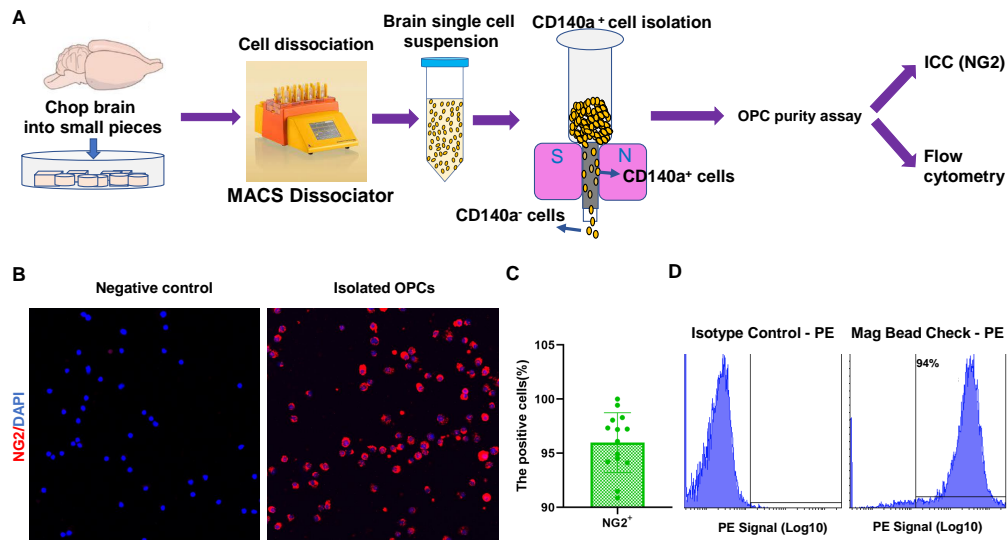 A
Chop brain
into small pieces
Cell dissociation
MACS Dissociator
Brain single cell
suspension
CD140a+ cell isolation
S N
CD140a+ cells
CD140a- cells
OPC purity assay
ICC (NG2)
Flow
cytometry
B
Negative control
Isolated OPCs
NG2/DAPI
C
The positive cells(%)
105
100
95
90
NG2+
D
Isotype Control - PE
PE Signal (Log10)
Mag Bead Check - PE
94%
PE Signal (Log10)